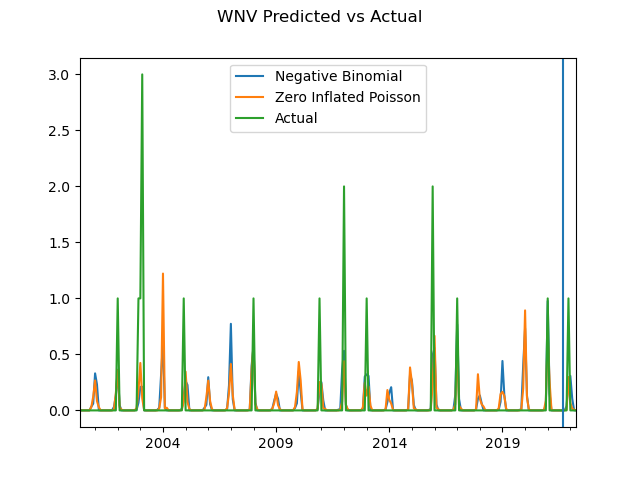 WNV Predicted vs Actual
Negative Binomial
Zero Inflated Poisson
Actual
3.0
2.5
2.0
1.5
1.0
0.5
0.0
2004 2009 2014 2019